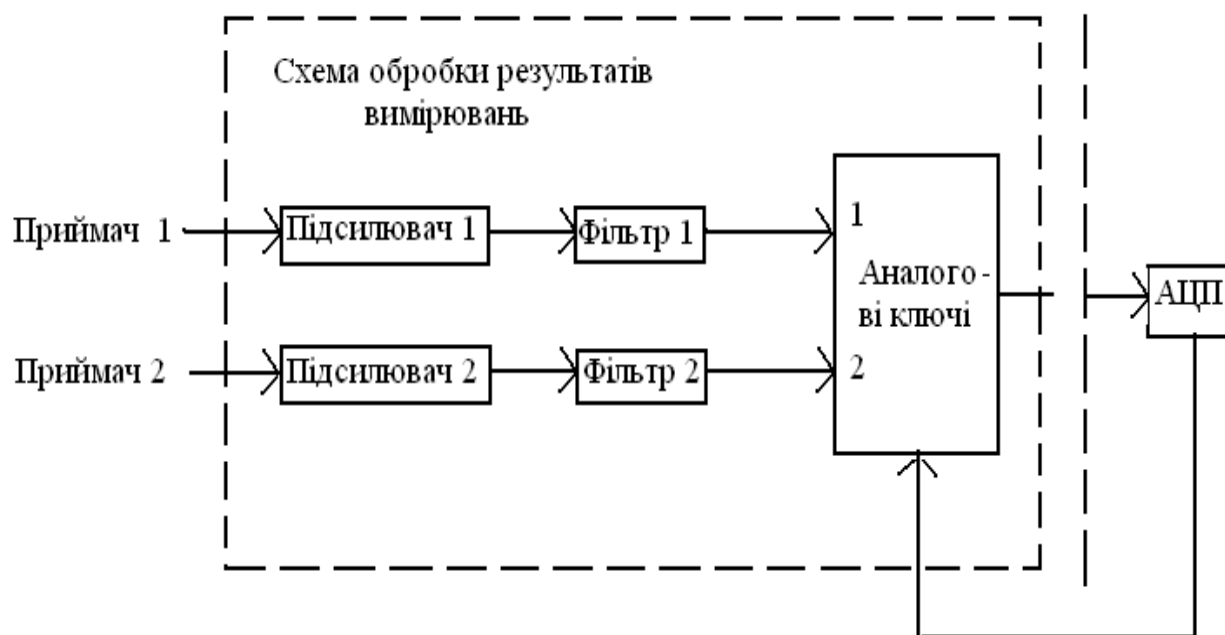 Схема обробки результатів
вимірювань
Приймач 1
Підсилювач 1
Фільтр 1
1
Аналого -
ві ключі
АЦП
Приймач 2
Підсилювач 2
Фільтр 2
2